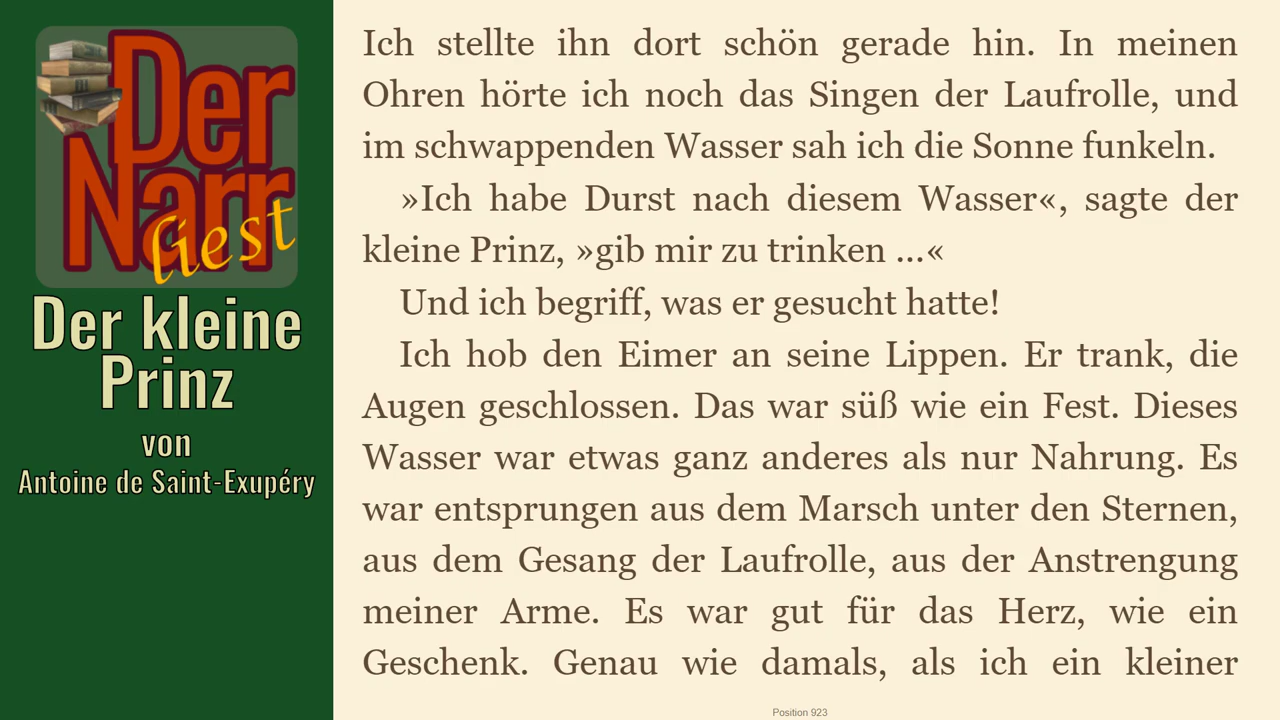 Der
Narr
liest
Der kleine
Prinz
von
Antoine de Saint-Exupéry
Ich stellte ihn dort schön gerade hin. In meinen
Ohren hörte ich noch das Singen der Laufrolle, und
im schwappenden Wasser sah ich die Sonne funkeln.
»Ich habe Durst nach diesem Wasser«, sagte der
kleine Prinz, »gib mir zu trinken ...«
Und ich begriff, was er gesucht hatte!
Ich hob den Eimer an seine Lippen. Er trank, die
Augen geschlossen. Das war süß wie ein Fest. Dieses
Wasser war etwas ganz anderes als nur Nahrung. Es
war entsprungen aus dem Marsch unter den Sternen,
aus dem Gesang der Laufrolle, aus der Anstrengung
meiner Arme. Es war gut für das Herz, wie ein
Geschenk. Genau wie damals, als ich ein kleiner
Position 923